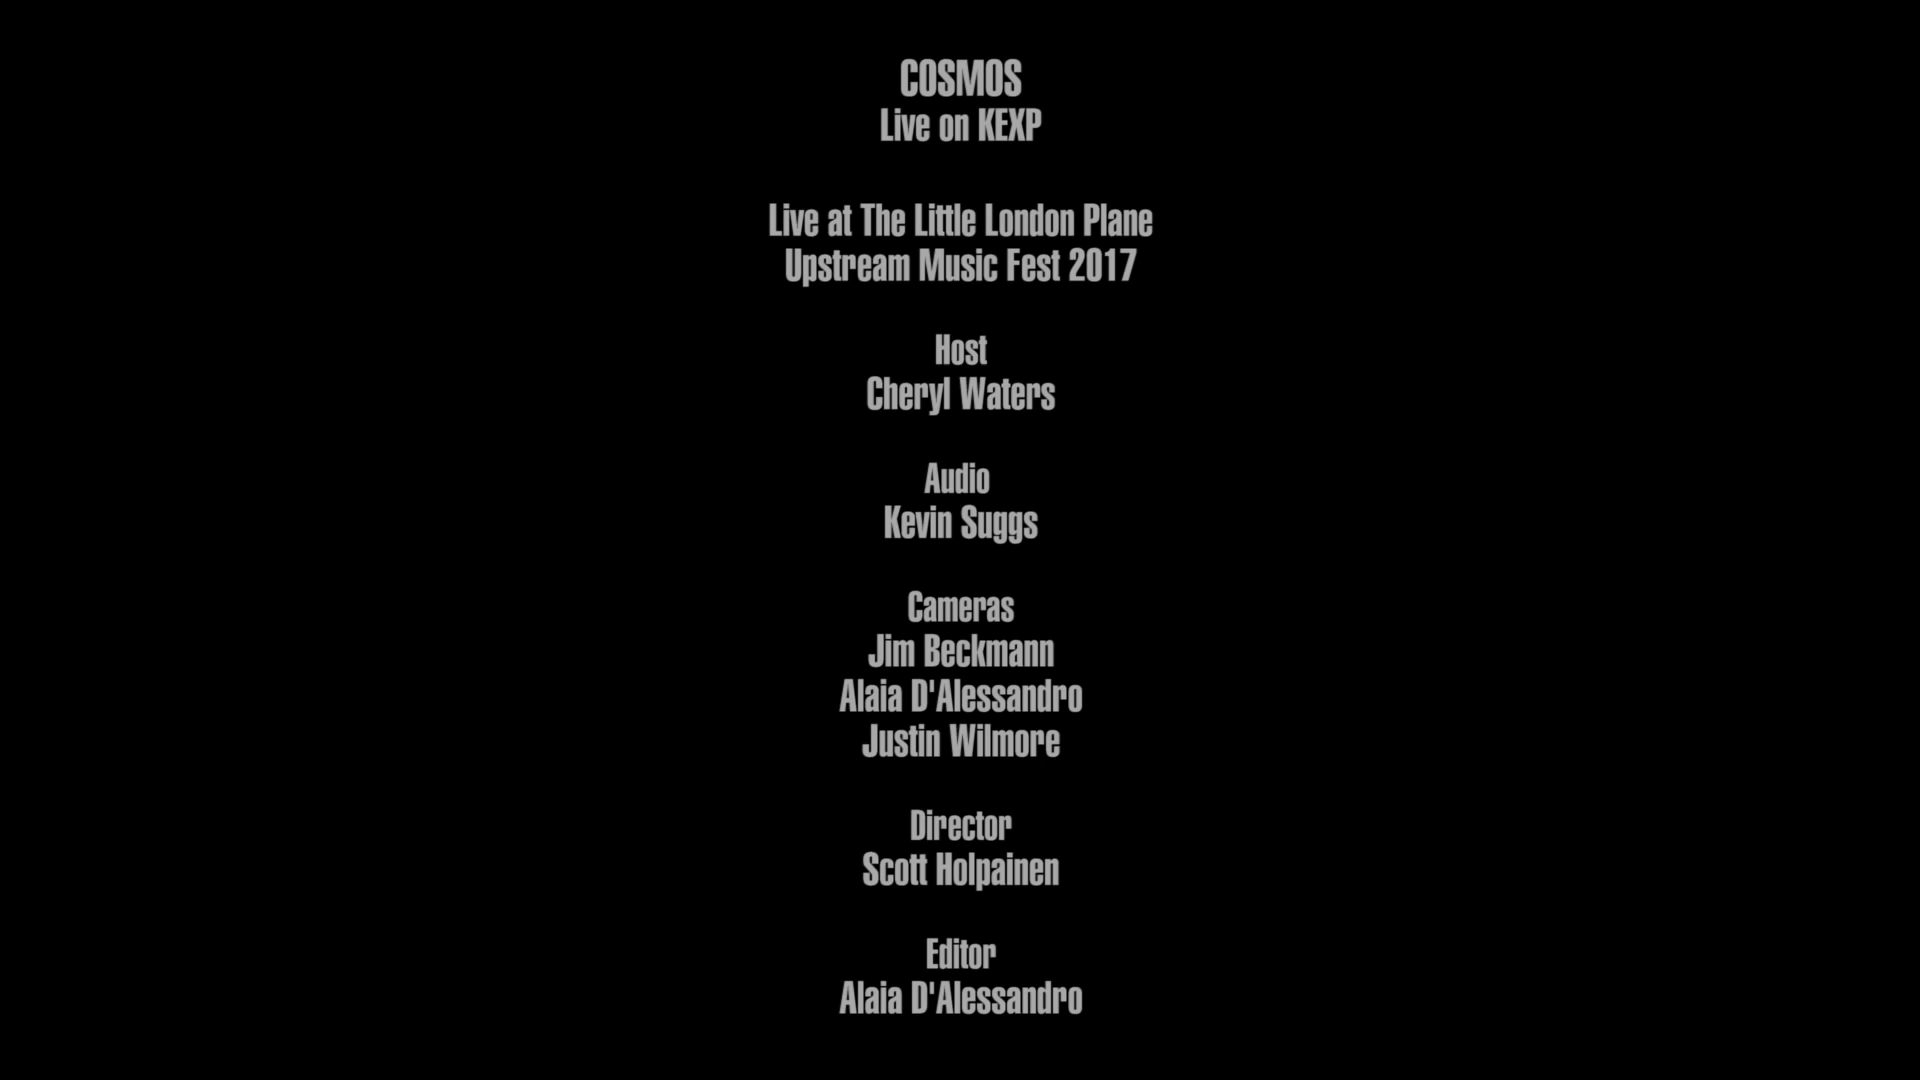 COSMOS
Live on KEXP
Live at The Little London Plane
Upstream Music Fest 2017
Host
Cheryl Waters
Audio
Kevin Suggs
Cameras
Jim Beckmann
Alaia D'Alessandro
Justin Wilmore
Director
Scott Holpainen
Editor
Alaia D'Alessandro